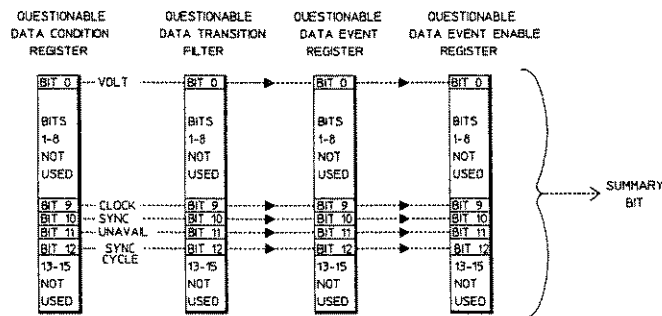 QUESTIONABLE DATA CONDITION REGISTER
QUESTIONABLE DATA TRANSITION FILTER
QUESTIONABLE DATA EVENT REGISTER
QUESTIONABLE DATA EVENT ENABLE REGISTER
BIT 0 VOLT BIT 0 BIT 0 BIT 0
BITS BITS BITS BITS
1-8 1-8 1-8 1-8
NOT NOT NOT NOT
USED USED USED USED
SUMMARY BIT
BIT 9 CLOCK BIT 9 BIT 9 BIT 9
BIT 10 SYNC BIT 10 BIT 10 BIT 10
BIT 11 UNAVAIL BIT 11 BIT 11 BIT 11
BIT 12 SYNC CYCLE BIT 12 BIT 12 BIT 12
13-15 13-15 13-15 13-15
NOT NOT NOT NOT
USED USED USED USED